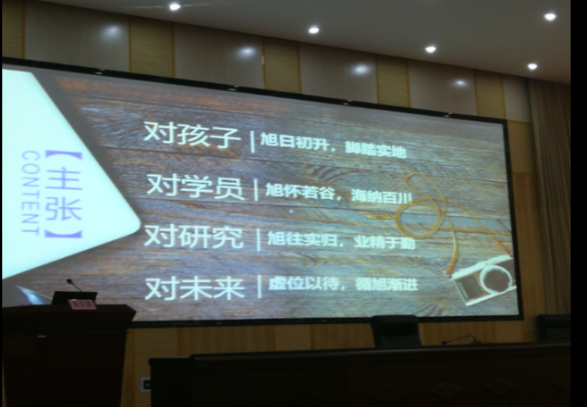 【主张】
CONTENT
对孩子 | 旭日初升，脚踏实地
对学员 | 旭怀若谷，海纳百川
对研究 | 旭往实归，业精于勤
对未来 | 虚位以待，循旭渐进